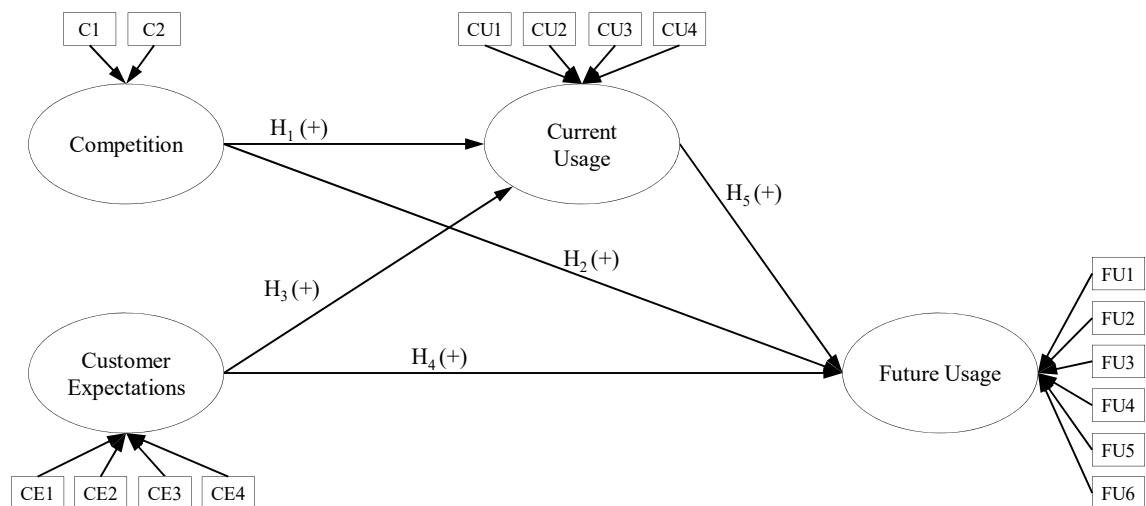 C1
C2
CU1
CU2
CU3
CU4
Competition
H1 (+)
Current
Usage
H5 (+)
H2 (+)
H3 (+)
Customer
Expectations
H4 (+)
Future Usage
FU1
FU2
FU3
FU4
FU5
FU6
CE1
CE2
CE3
CE4